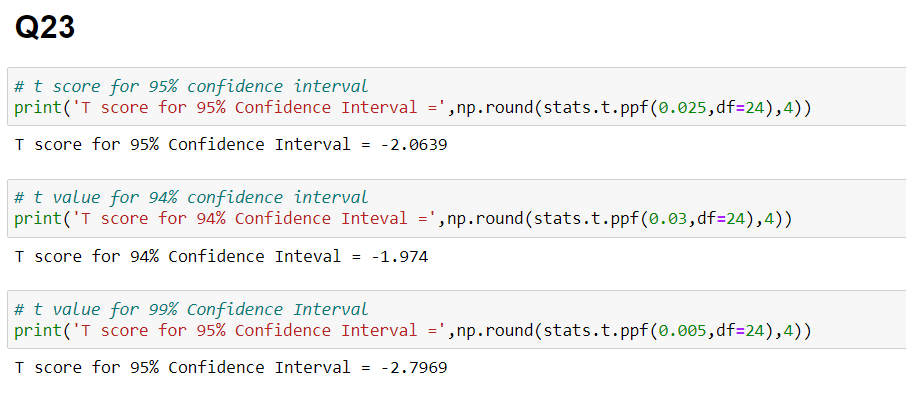 Q23
# t score for 95% confidence interval
print('T score for 95% Confidence Interval =',np.round(stats.t.ppf(0.025,df=24),4))
T score for 95% Confidence Interval = -2.0639
# t value for 94% confidence interval
print('T score for 94% Confidence Inteval =',np.round(stats.t.ppf(0.03,df=24),4))
T score for 94% Confidence Inteval = -1.974
# t value for 99% Confidence Interval
print('T score for 95% Confidence Interval =',np.round(stats.t.ppf(0.005,df=24),4))
T score for 95% Confidence Interval = -2.7969